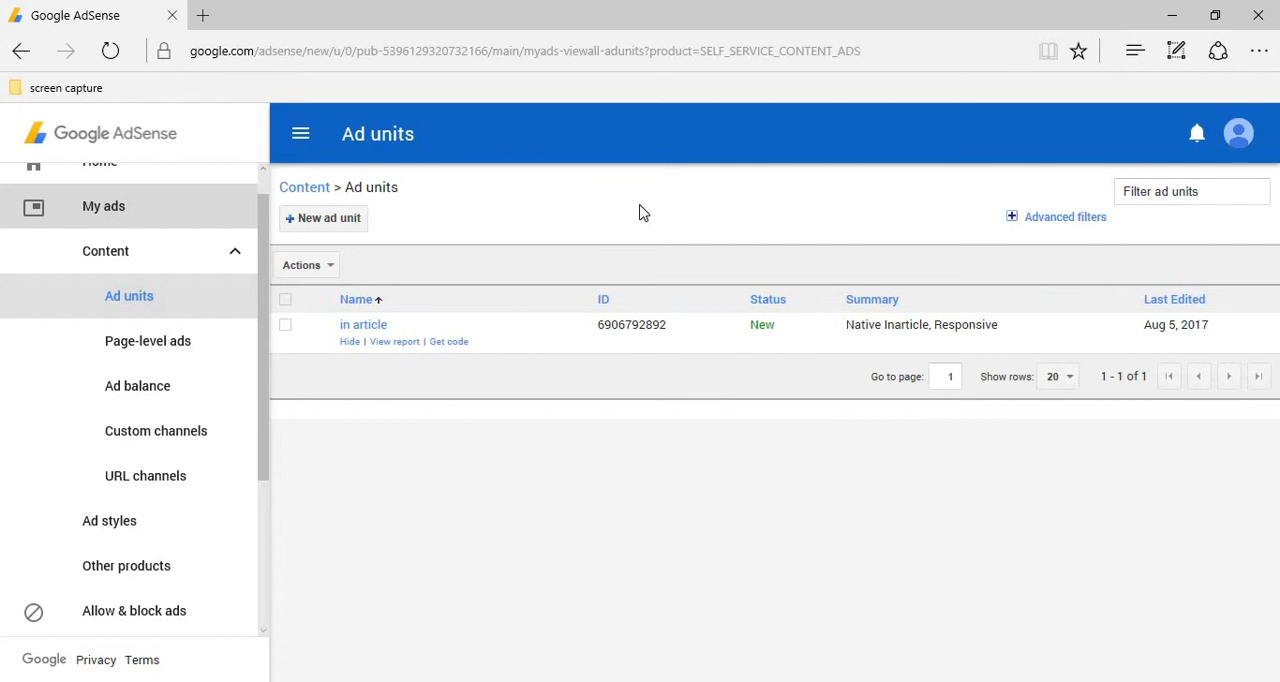 Google AdSense
google.com/adsense/new/u/0/pub-5396129320732166/main/myads-viewall-adunits?product=SELF_SERVICE_CONTENT_ADS
screen capture
Google AdSense
Ad units
Home
My ads
Content
Ad units
Page-level ads
Ad balance
Custom channels
URL channels
Ad styles
Other products
Allow & block ads
Google Privacy Terms
Content > Ad units
Filter ad units
+ New ad unit
Advanced filters
Actions
Name ID Status Summary Last Edited
in article 6906792892 New Native Inarticle, Responsive Aug 5, 2017
Hide | View report | Get code
Go to page: 1 Show rows: 20 1 - 1 of 1